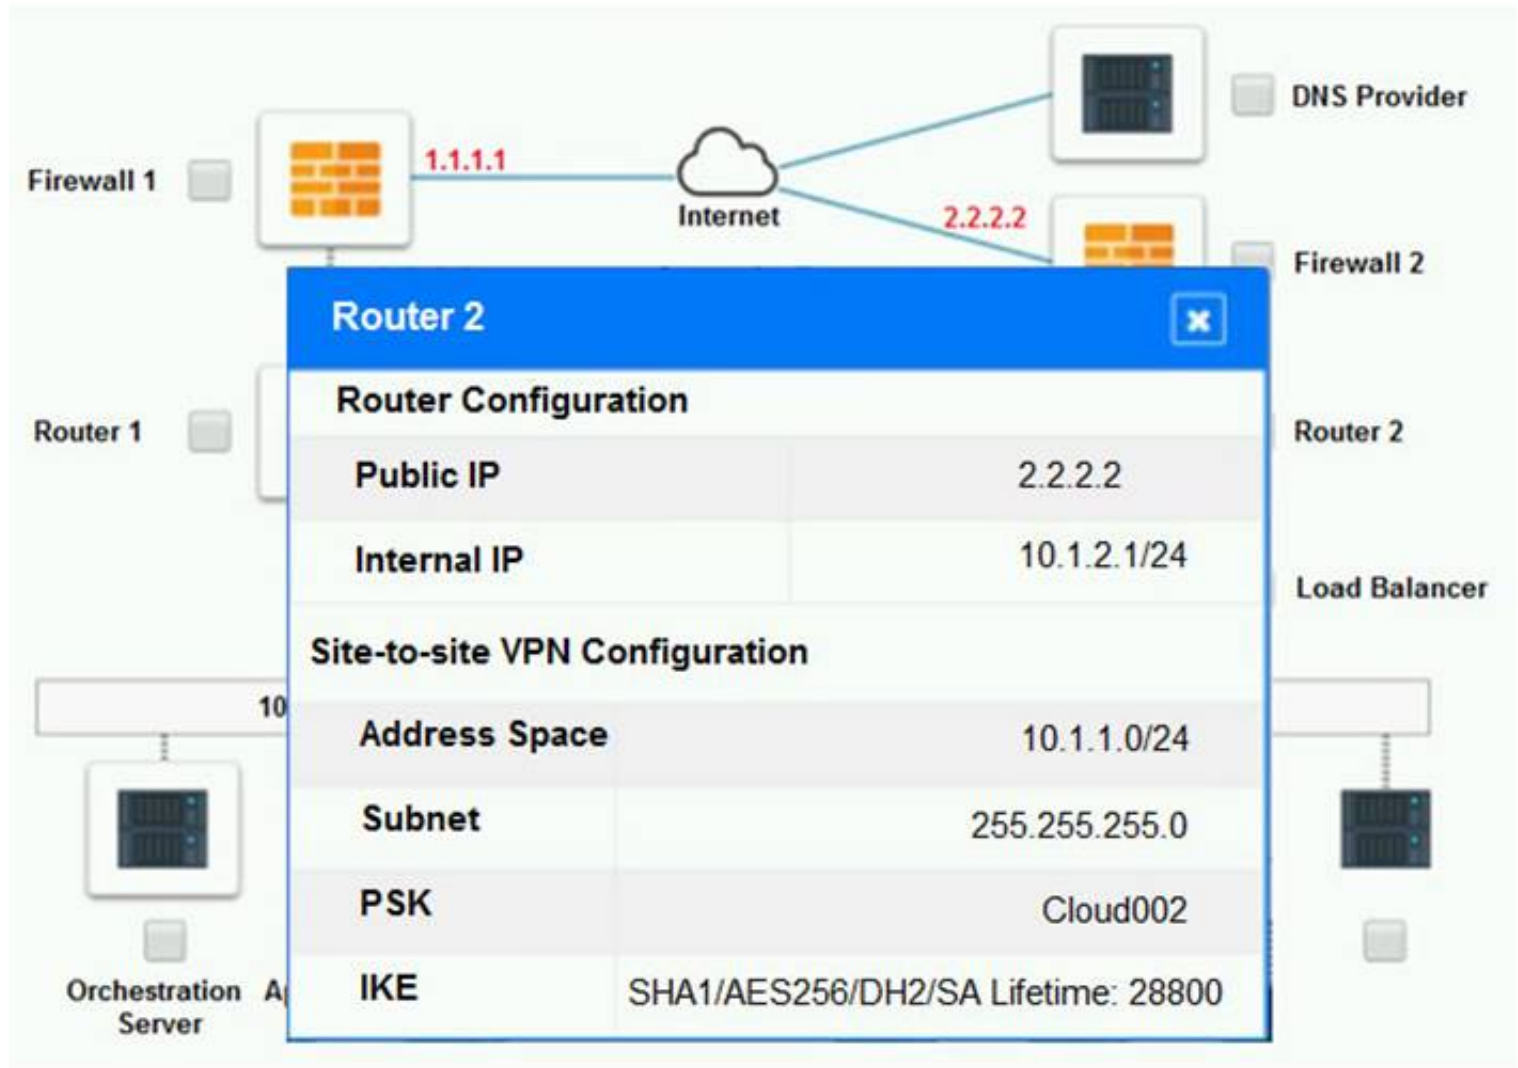 DNS Provider
Firewall 1
1.1.1.1
Internet
2.2.2.2
Firewall 2
Router 2
Router Configuration
Router 1
Router 2
Public IP 2.2.2.2
Internal IP 10.1.2.1/24
Load Balancer
Site-to-site VPN Configuration
10
Address Space 10.1.1.0/24
Subnet 255.255.255.0
PSK Cloud002
IKE SHA1/AES256/DH2/SA Lifetime: 28800
Orchestration
Server